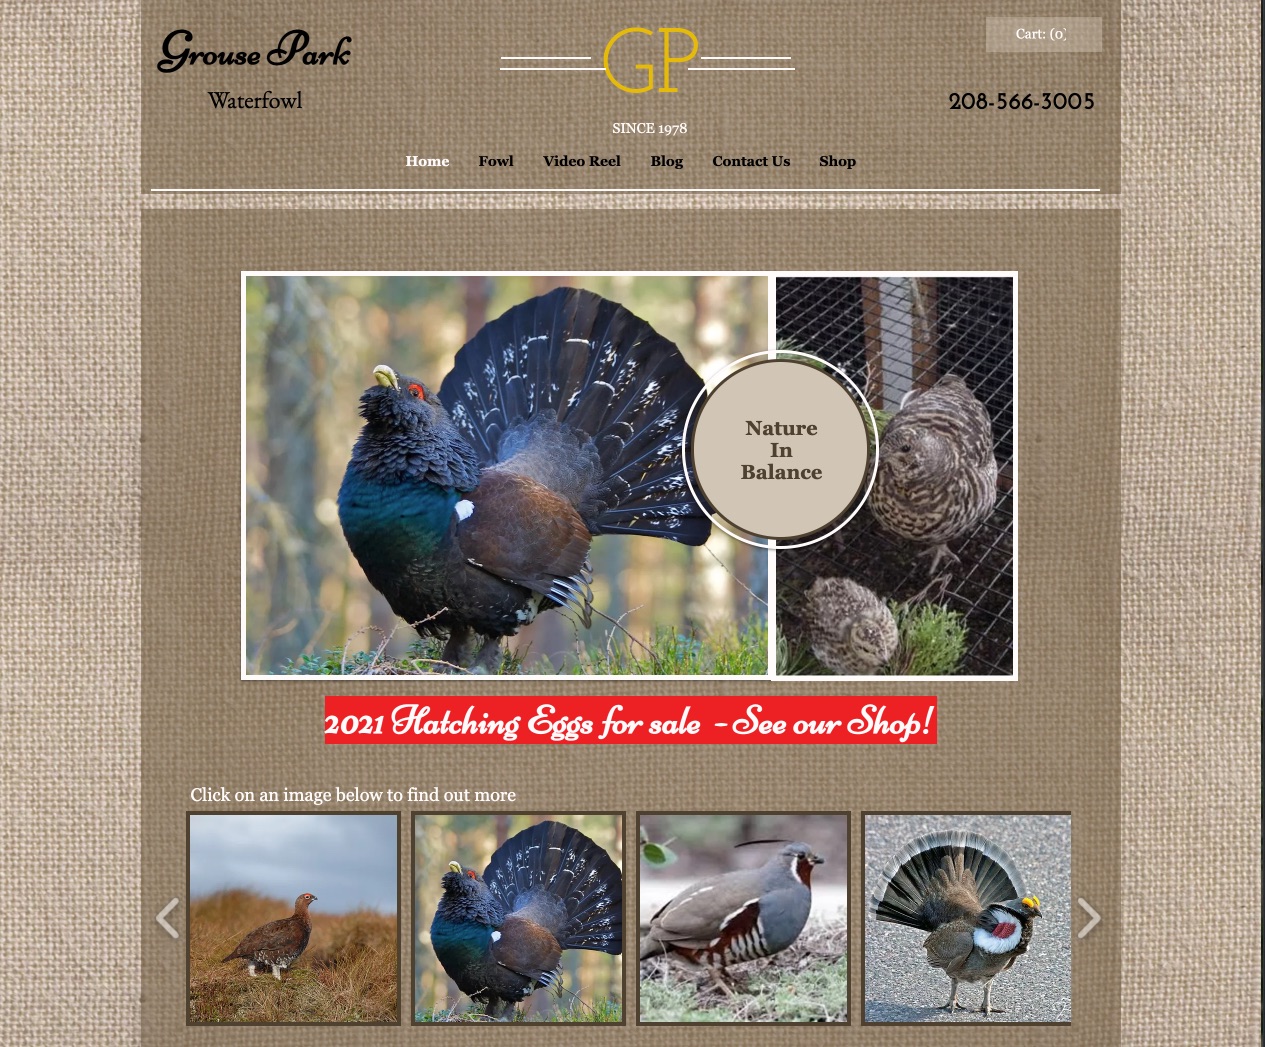 Grouse Park
Waterfowl
GP
SINCE 1978
Cart: (0)
208-566-3005
Home Fowl Video Reel Blog Contact Us Shop
Nature
In
Balance
2021 Hatching Eggs for sale - See our Shop!
Click on an image below to find out more